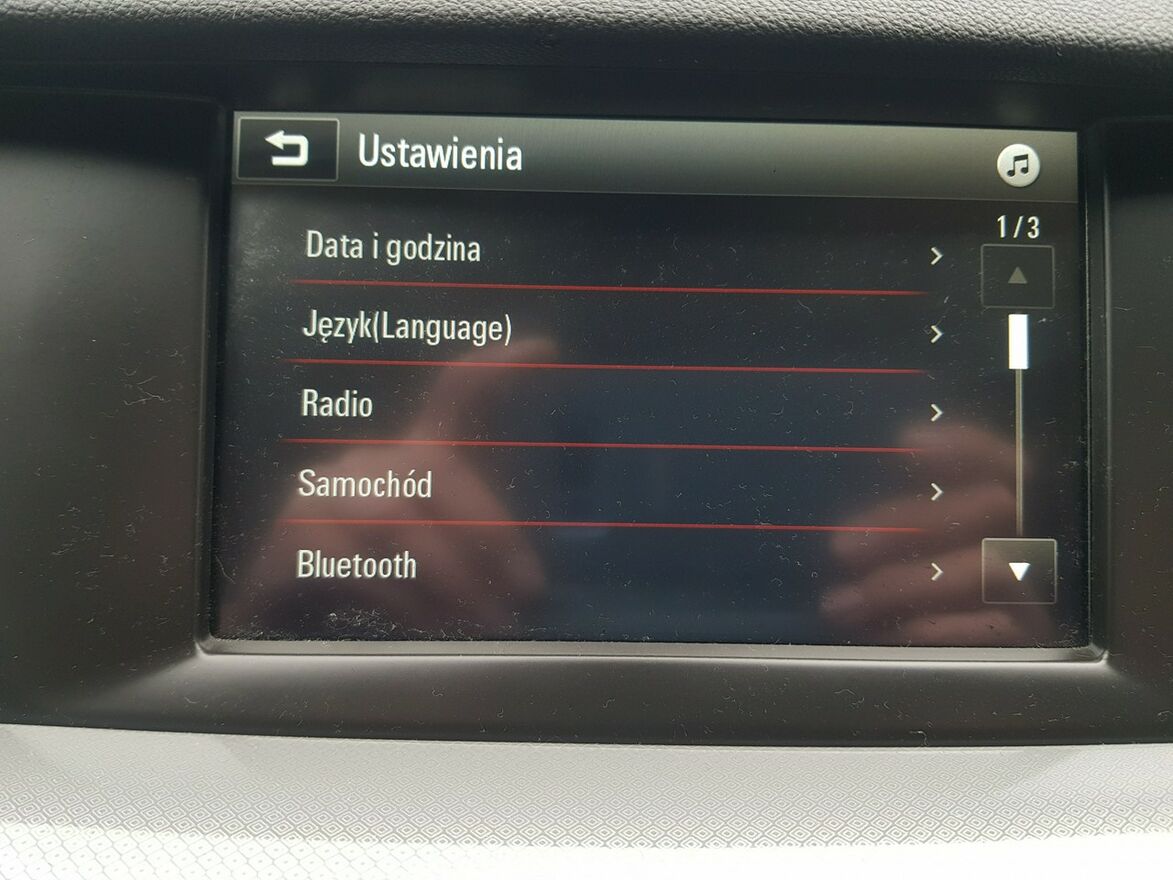 Ustawienia
1/3
Data i godzina
Język(Language)
Radio
Samochód
Bluetooth